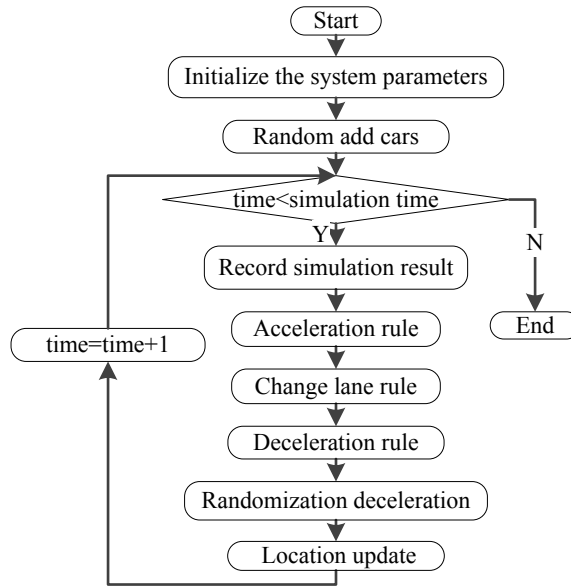 Start
Initialize the system parameters
Random add cars
time<simulation time
Y
N
Record simulation result
Acceleration rule
End
time=time+1
Change lane rule
Deceleration rule
Randomization deceleration
Location update